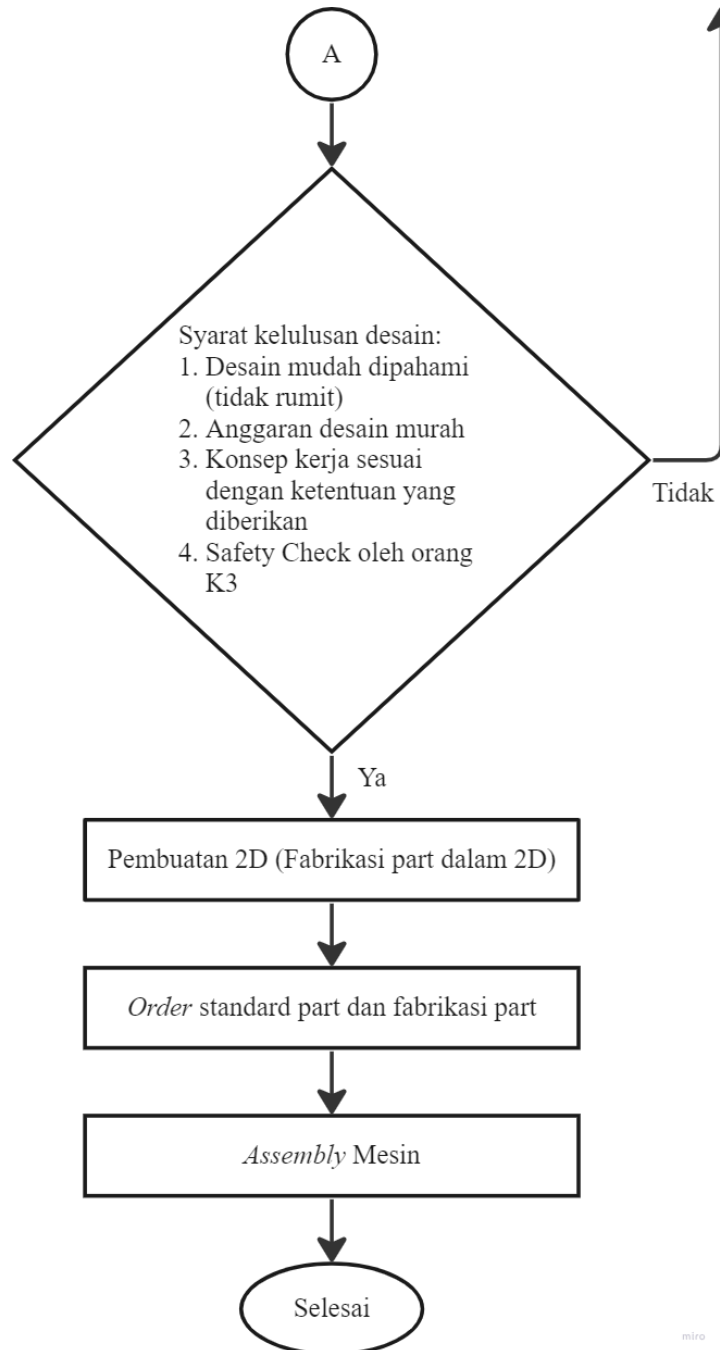 A
Syarat kelulusan desain:
1. Desain mudah dipahami
(tidak rumit)
2. Anggaran desain murah
3. Konsep kerja sesuai
dengan ketentuan yang
diberikan
4. Safety Check oleh orang
K3
Tidak
Ya
Pembuatan 2D (Fabrikasi part dalam 2D)
Order standard part dan fabrikasi part
Assembly Mesin
Selesai
miro